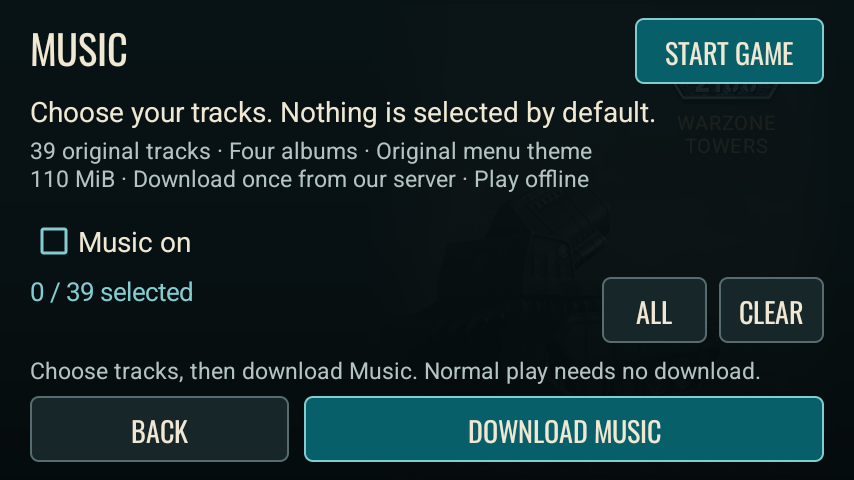 MUSIC
START GAME
Choose your tracks. Nothing is selected by default.
WARZONE
TOWERS
39 original tracks · Four albums · Original menu theme
110 MiB · Download once from our server · Play offline
Music on
0 / 39 selected
ALL
CLEAR
Choose tracks, then download Music. Normal play needs no download.
BACK
DOWNLOAD MUSIC